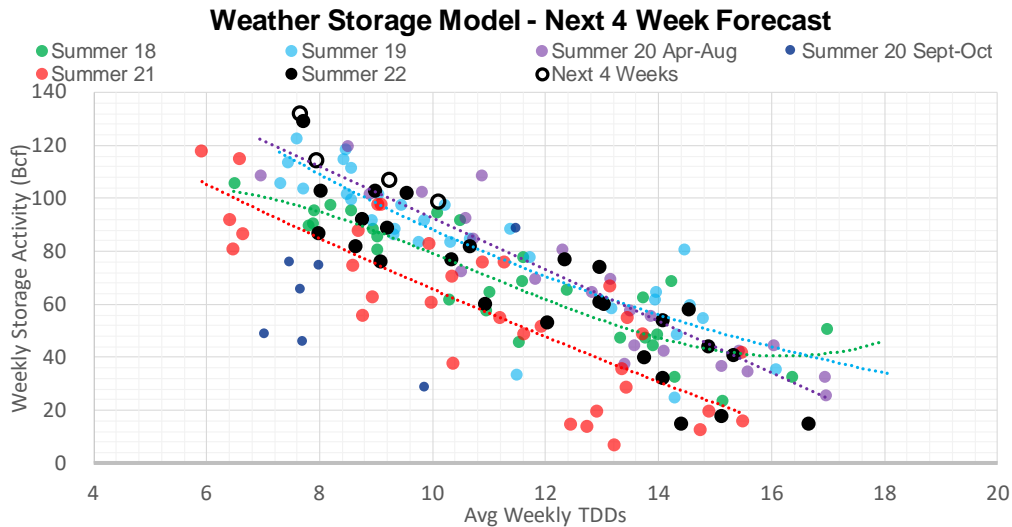 Weather Storage Model - Next 4 Week Forecast
Summer 18 Summer 19 Summer 20 Apr-Aug Summer 20 Sept-Oct
Summer 21 Summer 22 Next 4 Weeks
Weekly Storage Activity (Bcf)
140
120
100
80
60
40
20
0
4 6 8 10 12 14 16 18 20
Avg Weekly TDDs